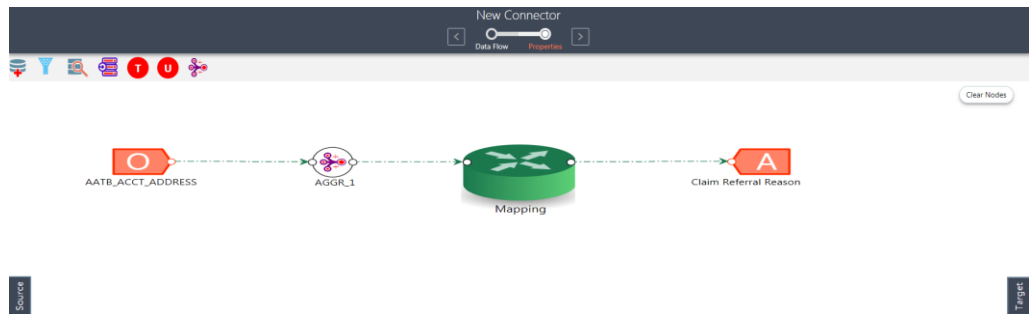 New Connector
< >
Data Flow Properties
T U
Clear Nodes
O A
AATB_ACCT_ADDRESS AGGR_1 Claim Referral Reason
Mapping
Source Target